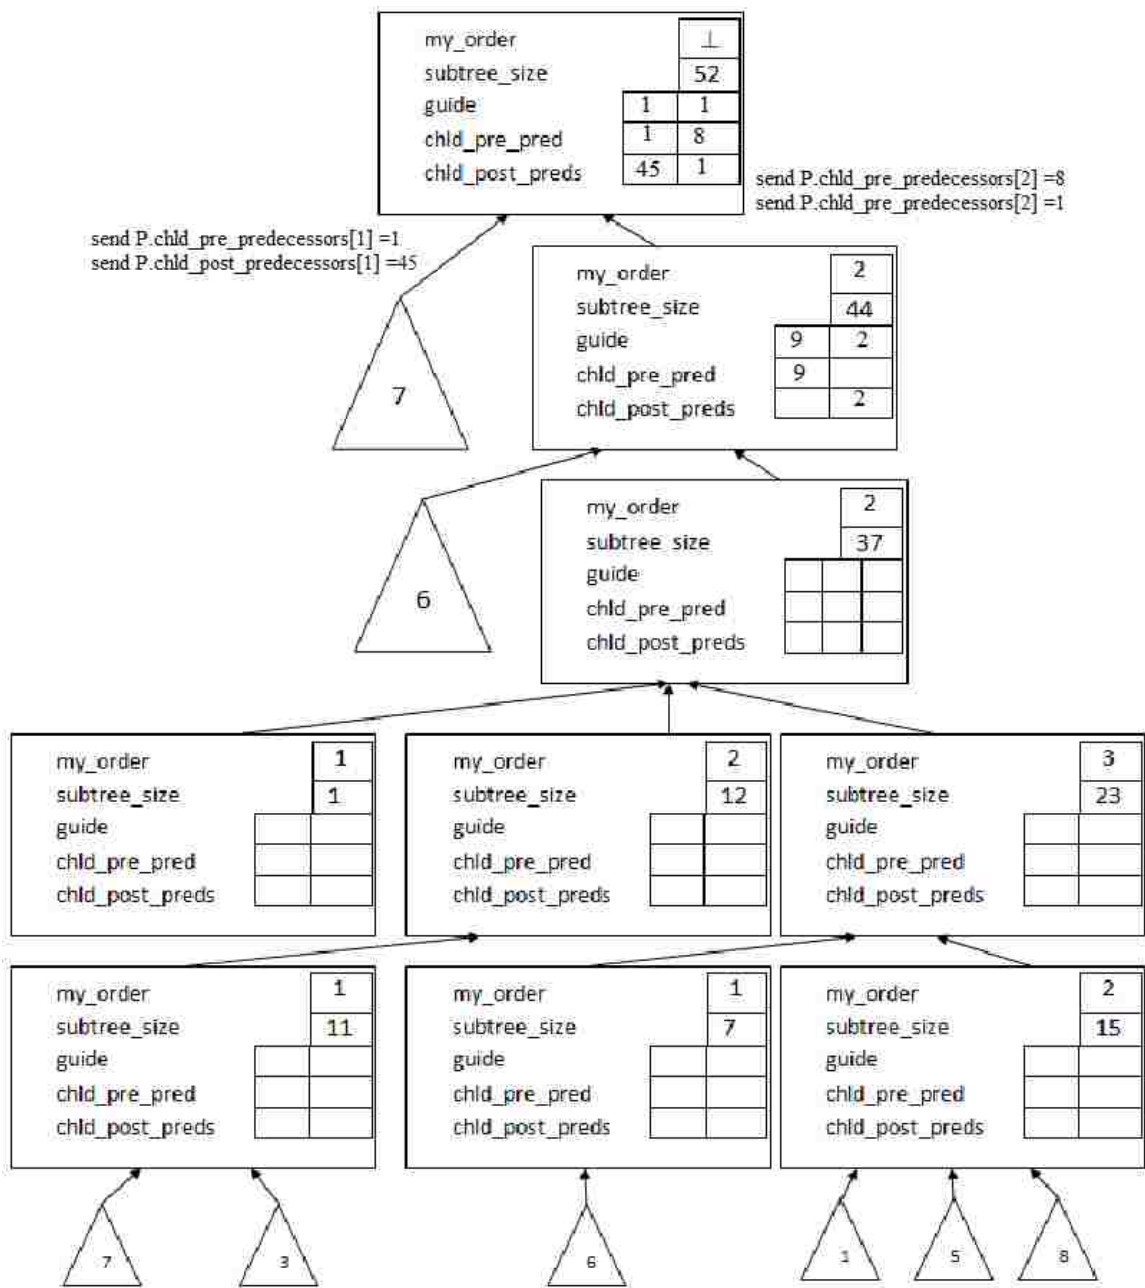 my_order ⊥
subtree_size 52
guide 1 1
chld_pre_pred 1 8
chld_post_preds 45 1
send P.chld_pre_predecessors[2] =8
send P.chld_pre_predecessors[2] =1
send P.chld_pre_predecessors[1] =1
send P.chld_post_predecessors[1] =45
my_order 2
subtree_size 44
guide 9 2
chld_pre_pred 9
chld_post_preds 2
7
my_order 2
subtree_size 37
guide
chld_pre_pred
chld_post_preds
6
my_order 1
subtree_size 1
guide
chld_pre_pred
chld_post_preds
my_order 2
subtree_size 12
guide
chld_pre_pred
chld_post_preds
my_order 3
subtree_size 23
guide
chld_pre_pred
chld_post_preds
my_order 1
subtree_size 11
guide
chld_pre_pred
chld_post_preds
my_order 1
subtree_size 7
guide
chld_pre_pred
chld_post_preds
my_order 2
subtree_size 15
guide
chld_pre_pred
chld_post_preds
7 3 6 1 5 8